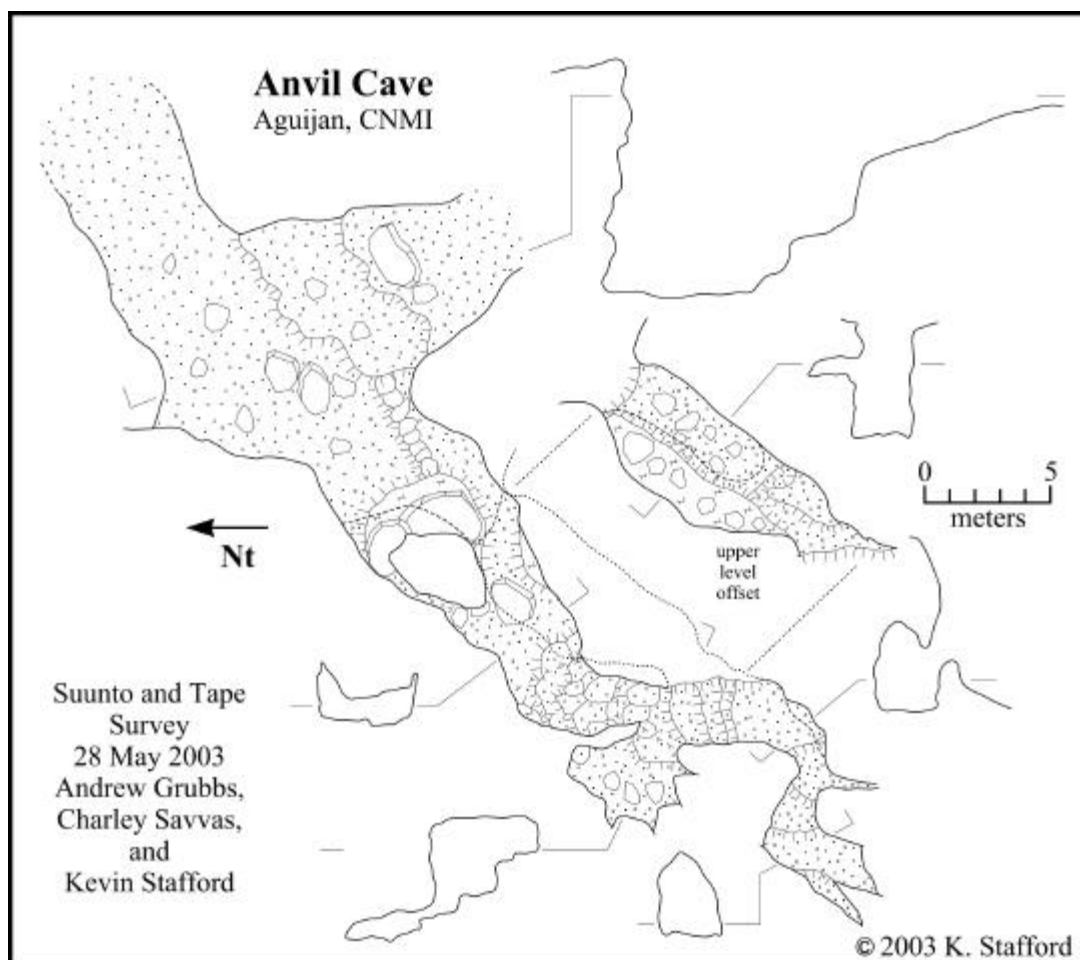 Anvil Cave
Aguijan, CNMI
0 5
meters
Nt
upper
level
offset
Suunto and Tape
Survey
28 May 2003
Andrew Grubbs,
Charley Savvas,
and
Kevin Stafford
© 2003 K. Stafford